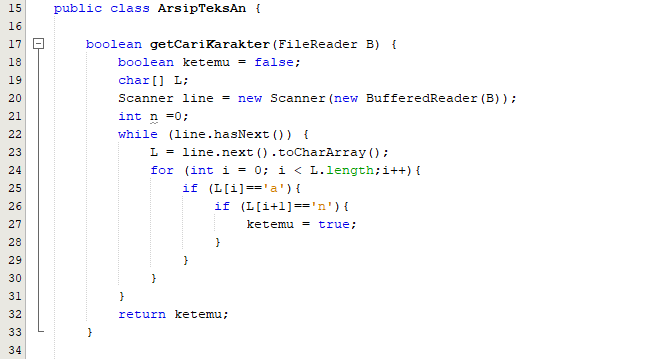 15 public class ArsipTeksAn {
16
17 boolean getCariKarakter(FileReader B) {
18 boolean ketemu = false;
19 char[] L;
20 Scanner line = new Scanner(new BufferedReader(B));
21 int n =0;
22 while (line.hasNext()) {
23 L = line.next().toCharArray();
24 for (int i = 0; i < L.length;i++){
25 if (L[i]=='a'){
26 if (L[i+1]=='n'){
27 ketemu = true;
28 }
29 }
30 }
31 }
32 return ketemu;
33 }
34